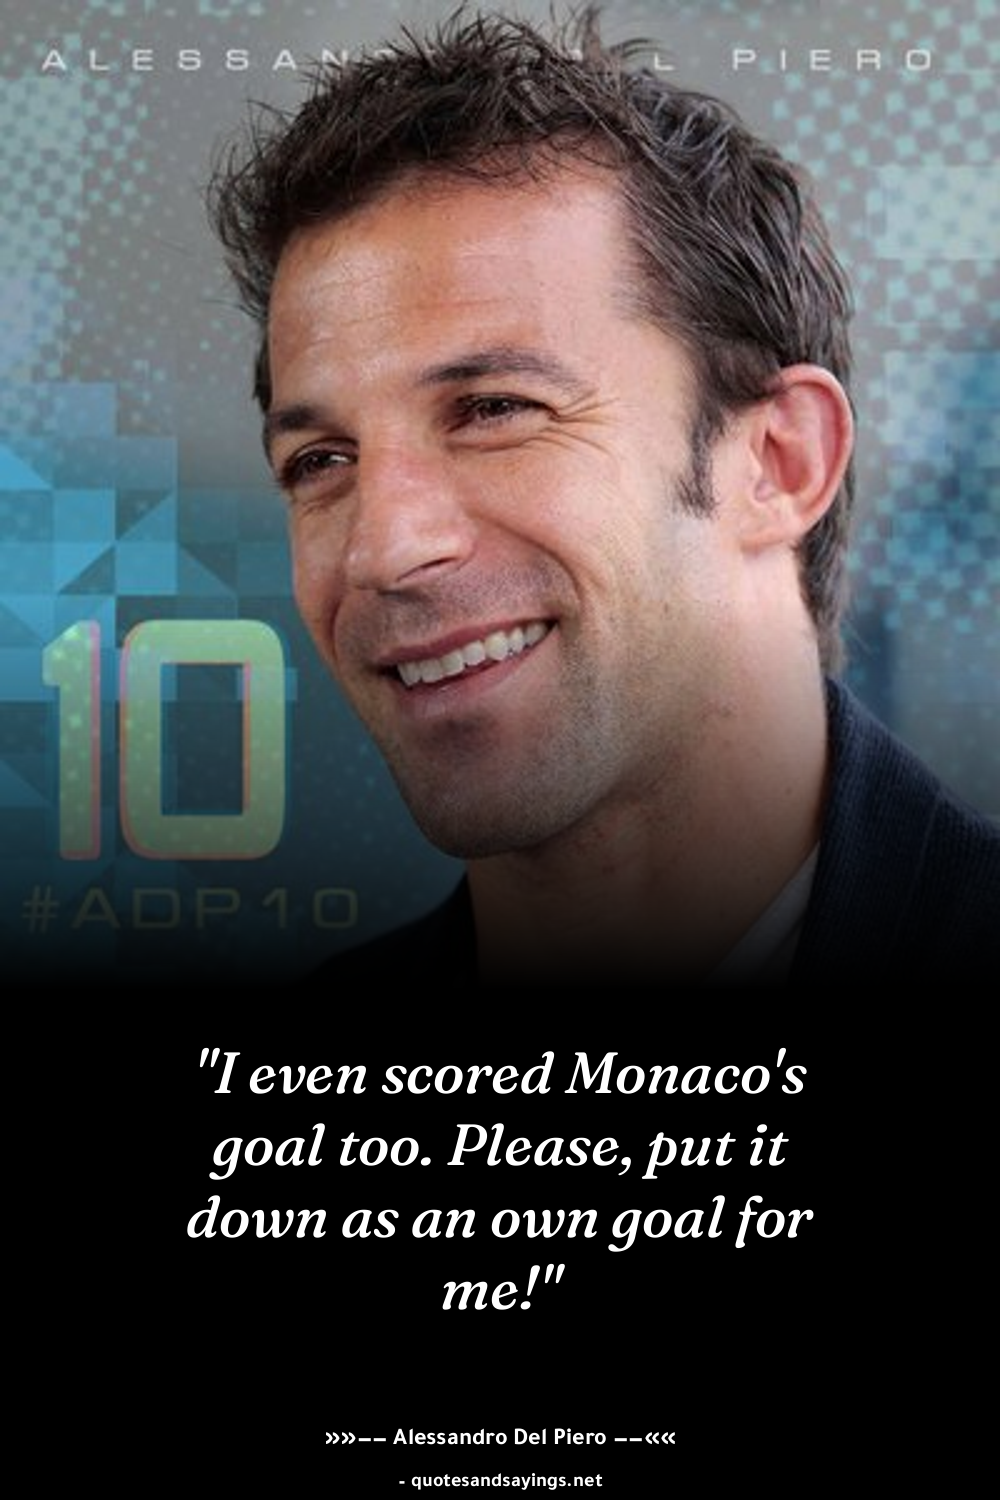 ALESSAN L PIERO
10
#ADP10
"I even scored Monaco's
goal too. Please, put it
down as an own goal for
me!"
»»–– Alessandro Del Piero ––««
- quotesandsayings.net